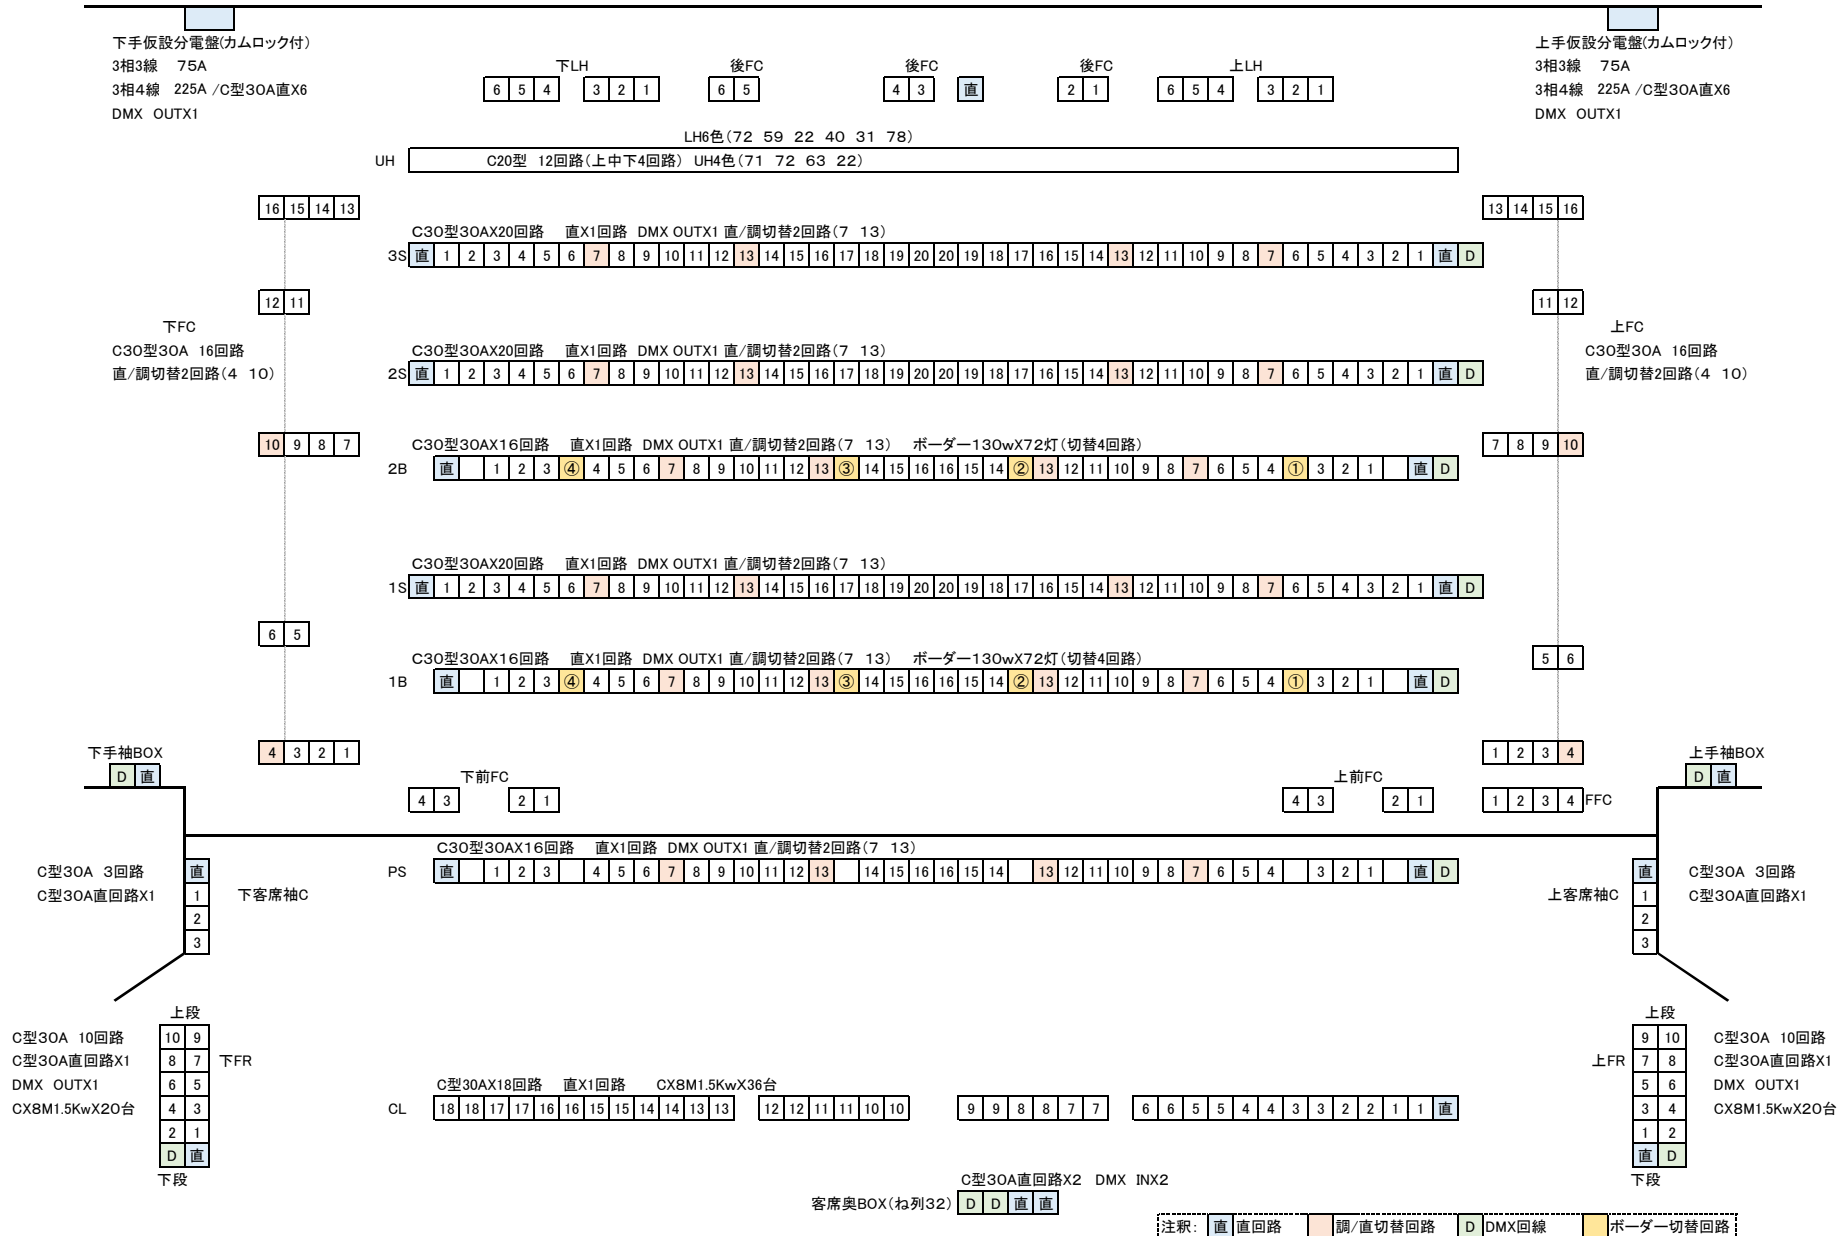 下手仮設分電盤(カムロック付)
上手仮設分電盤(カムロック付)
3相3線 75A
3相3線 75A
下LH 後FC 後FC 後FC 上LH
3相4線 225A /C型30A直X6
3相4線 225A /C型30A直X6
6 5 4 3 2 1 6 5 4 3 直 2 1 6 5 4 3 2 1
DMX OUTX1
DMX OUTX1
LH6色(72 59 22 40 31 78)
UH C20型 12回路(上中下4回路) UH4色(71 72 63 22)
16 15 14 13
13 14 15 16
C30型30AX20回路 直X1回路 DMX OUTX1 直/調切替2回路(7 13)
3S 直 1 2 3 4 5 6 7 8 9 10 11 12 13 14 15 16 17 18 19 20 20 19 18 17 16 15 14 13 12 11 10 9 8 7 6 5 4 3 2 1 直 D
12 11
11 12
下FC
上FC
C30型30A 16回路
C30型30A 16回路
直/調切替2回路(4 10)
直/調切替2回路(4 10)
C30型30AX20回路 直X1回路 DMX OUTX1 直/調切替2回路(7 13)
2S 直 1 2 3 4 5 6 7 8 9 10 11 12 13 14 15 16 17 18 19 20 20 19 18 17 16 15 14 13 12 11 10 9 8 7 6 5 4 3 2 1 直 D
10 9 8 7
7 8 9 10
C30型30AX16回路 直X1回路 DMX OUTX1 直/調切替2回路(7 13) ボーダー130wX72灯(切替4回路)
2B 直 1 2 3 ④ 4 5 6 7 8 9 10 11 12 13 ③ 14 15 16 16 15 14 ② 13 12 11 10 9 8 7 6 5 4 ① 3 2 1 直 D
C30型30AX20回路 直X1回路 DMX OUTX1 直/調切替2回路(7 13)
1S 直 1 2 3 4 5 6 7 8 9 10 11 12 13 14 15 16 17 18 19 20 20 19 18 17 16 15 14 13 12 11 10 9 8 7 6 5 4 3 2 1 直 D
6 5
5 6
C30型30AX16回路 直X1回路 DMX OUTX1 直/調切替2回路(7 13) ボーダー130wX72灯(切替4回路)
1B 直 1 2 3 ④ 4 5 6 7 8 9 10 11 12 13 ③ 14 15 16 16 15 14 ② 13 12 11 10 9 8 7 6 5 4 ① 3 2 1 直 D
下手袖BOX
4 3 2 1
1 2 3 4
上手袖BOX
D 直
下前FC
上前FC
D 直
4 3 2 1
4 3 2 1
1 2 3 4 FFC
C30型30AX16回路 直X1回路 DMX OUTX1 直/調切替2回路(7 13)
PS 直 1 2 3 4 5 6 7 8 9 10 11 12 13 14 15 16 16 15 14 13 12 11 10 9 8 7 6 5 4 3 2 1 直 D
C型30A 3回路 直
直 C型30A 3回路
C型30A直回路X1 1 下客席袖C
上客席袖C 1 C型30A直回路X1
2
2
3
3
上段
上段
C型30A 10回路 10 9
9 10 C型30A 10回路
C型30A直回路X1 8 7 下FR
上FR 7 8 C型30A直回路X1
DMX OUTX1 6 5
5 6 DMX OUTX1
C型30AX18回路 直X1回路 CX8M1.5KwX36台
CX8M1.5KwX20台 4 3
CL 18 18 17 17 16 16 15 15 14 14 13 13 12 12 11 11 10 10 9 9 8 8 7 7 6 6 5 5 4 4 3 3 2 2 1 1 直
3 4 CX8M1.5KwX20台
2 1
1 2
D 直
直 D
下段
下段
C型30A直回路X2 DMX INX2
客席奥BOX(ね列32) D D 直 直
注釈: 直 直回路 調/直切替回路 D DMX回線 ボーダー切替回路